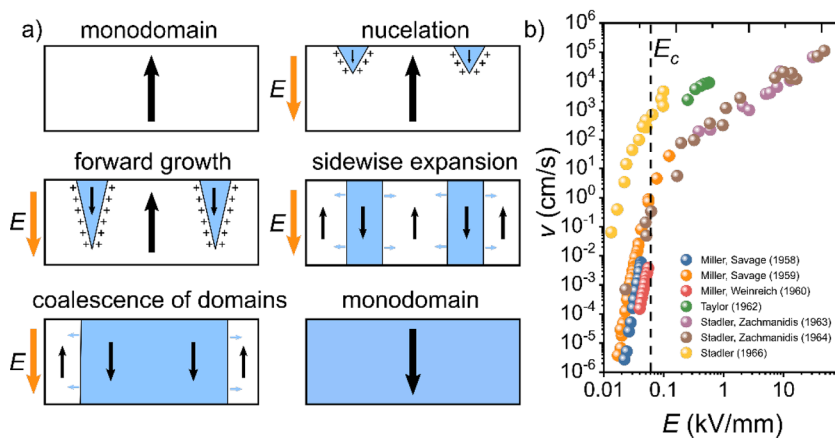 a)
monodomain
nucelation
E
E
forward growth
sidewise expansion
E
E
coalescence of domains
monodomain
E
b)
10^6
10^5
10^4
10^3
10^2
10^1
10^0
10^-1
10^-2
10^-3
10^-4
10^-5
10^-6
v (cm/s)
E_c
Miller, Savage (1958)
Miller, Savage (1959)
Miller, Weinreich (1960)
Taylor (1962)
Stadler, Zachmanidis (1963)
Stadler, Zachmanidis (1964)
Stadler (1966)
0.01 0.1 1 10
E (kV/mm)